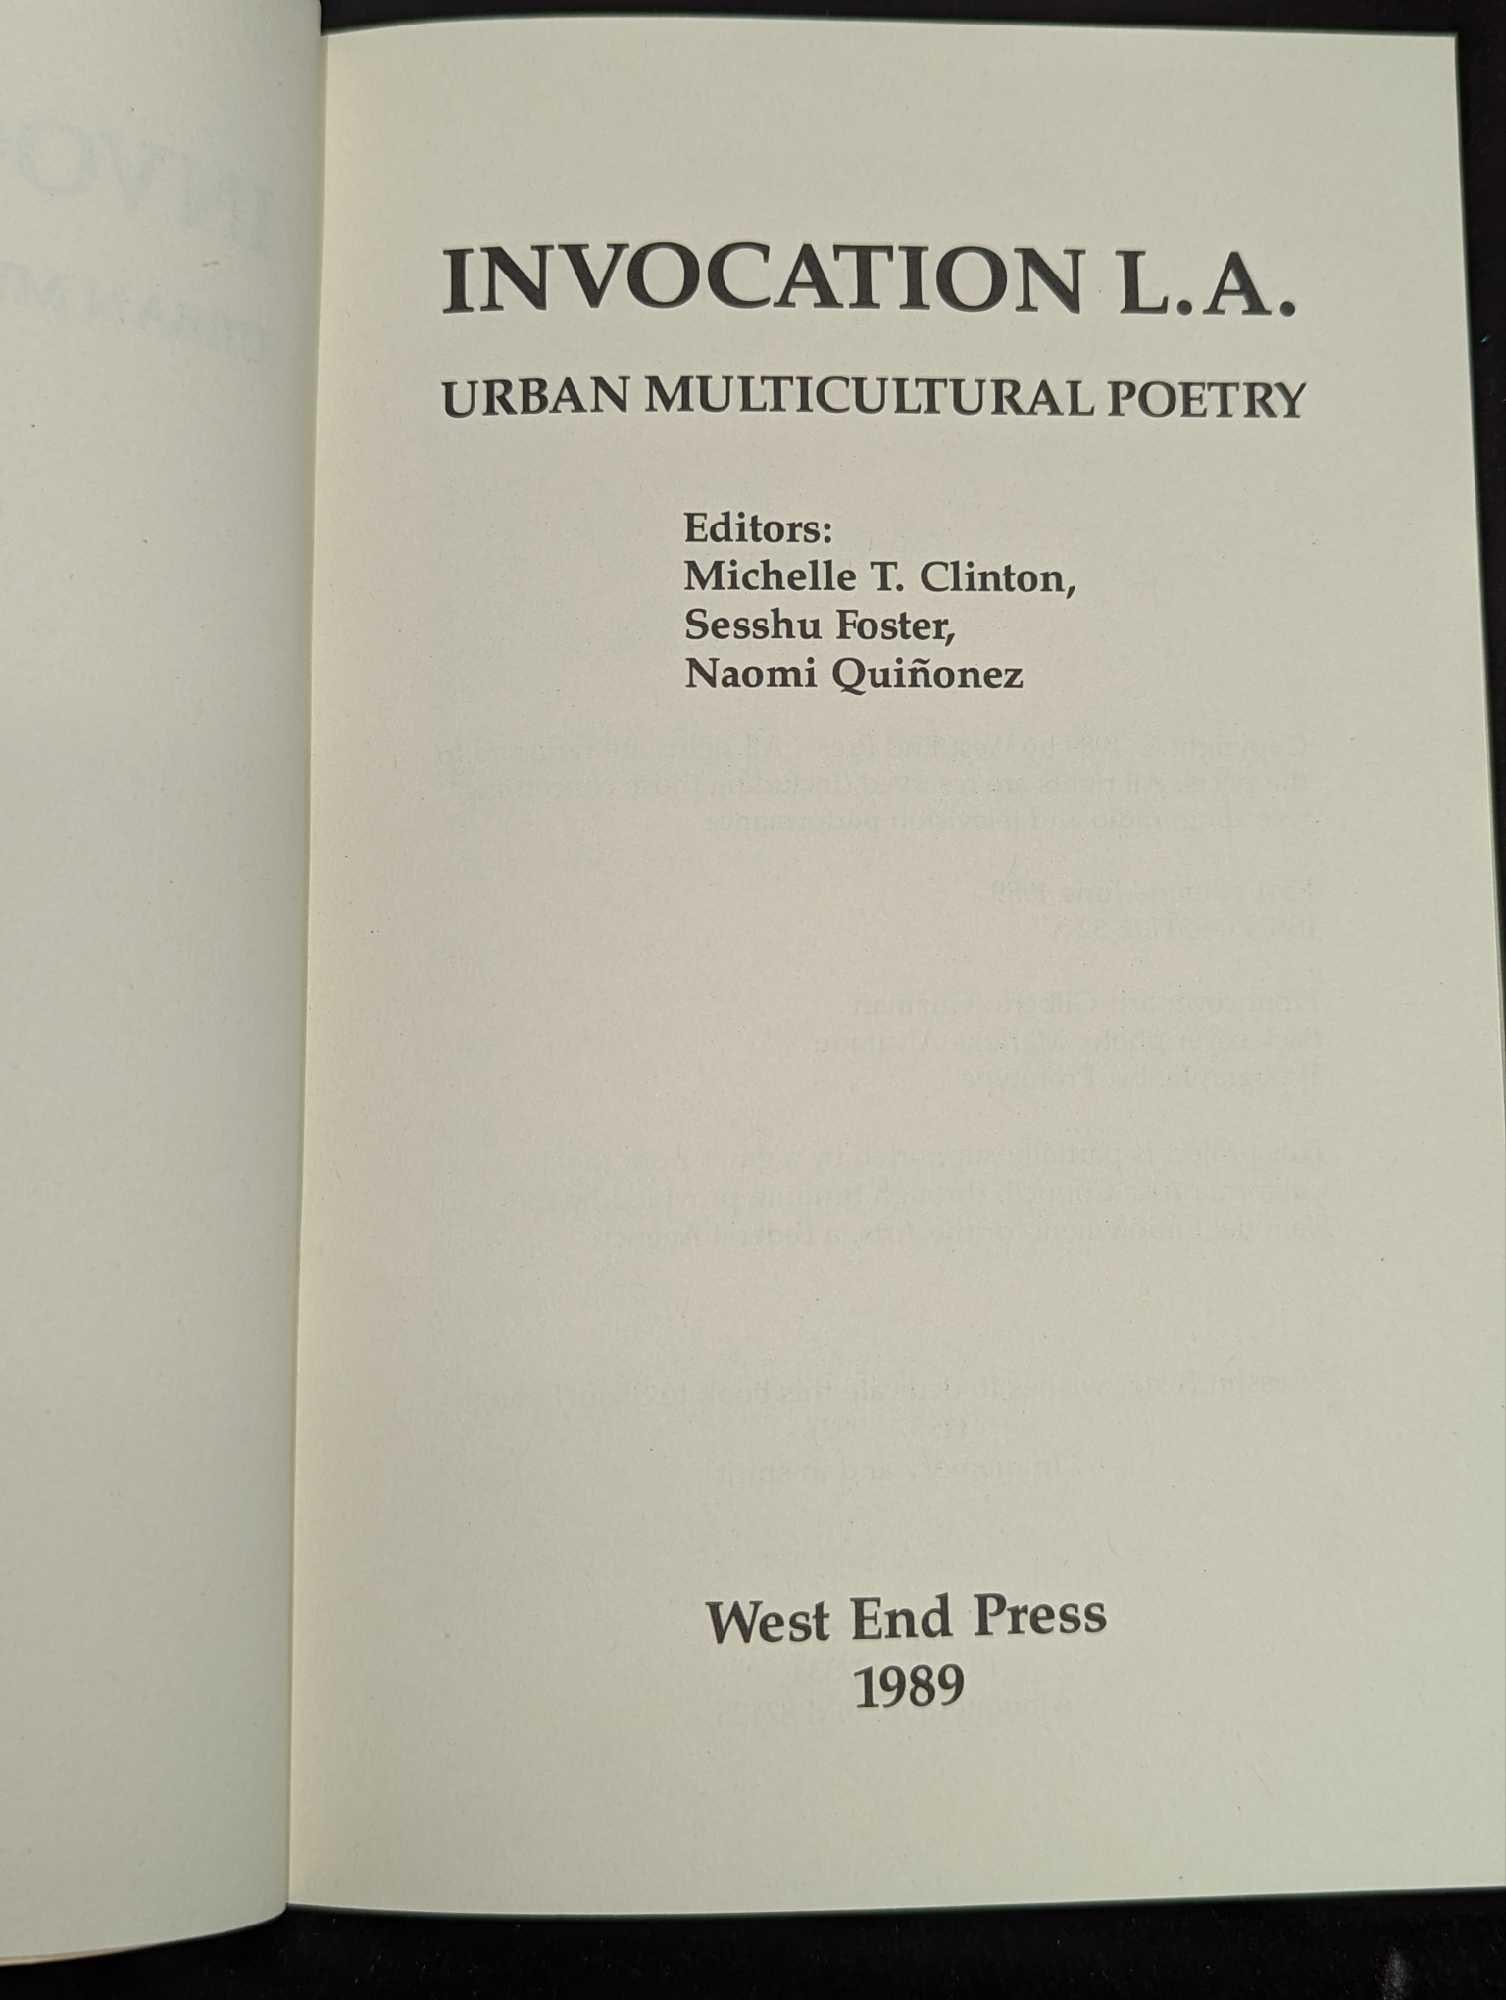 INVOCATION L.A.
URBAN MULTICULTURAL POETRY
Editors:
Michelle T. Clinton,
Sesshu Foster,
Naomi Quiñonez
West End Press
1989